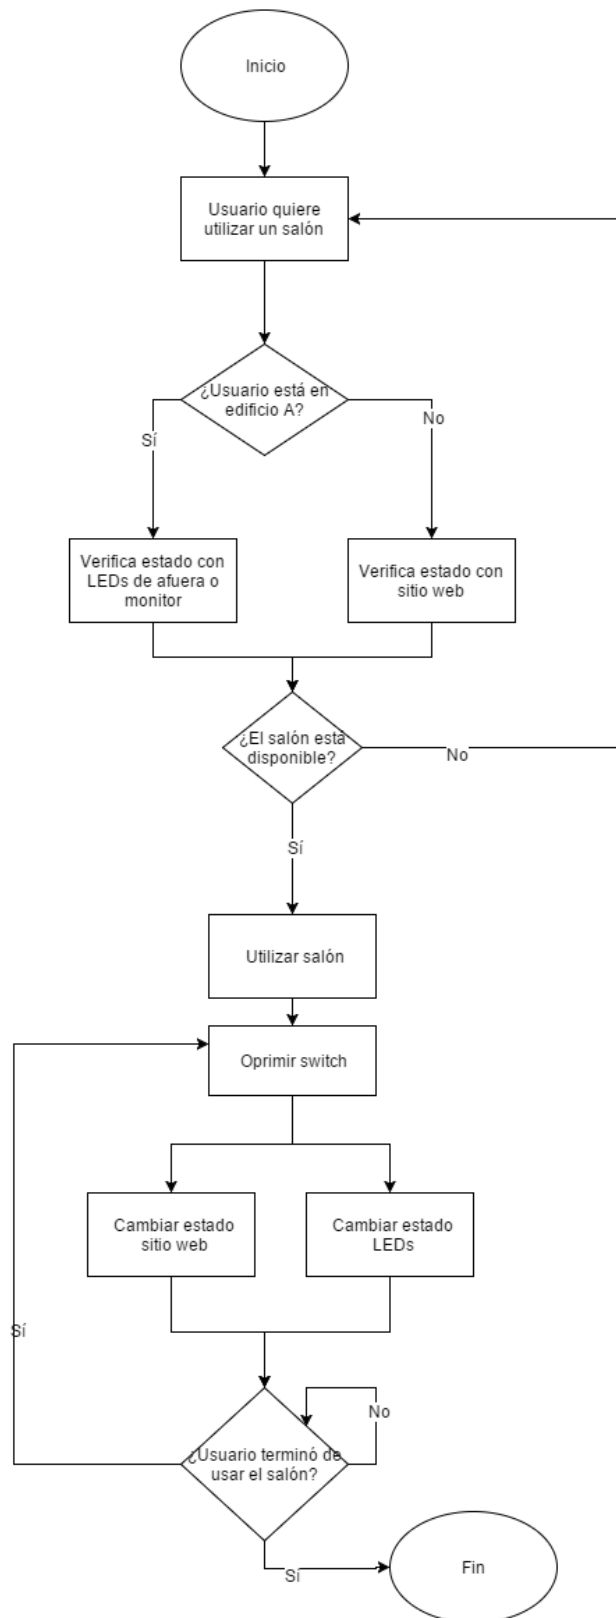 Inicio
Usuario quiere
utilizar un salón
¿Usuario está en
edificio A?
Sí
No
Verifica estado con
LEDs de afuera o
monitor
Verifica estado con
sitio web
¿El salón está
disponible?
No
Sí
Utilizar salón
Oprimir switch
Cambiar estado
sitio web
Cambiar estado
LEDs
Sí
No
¿Usuario terminó de
usar el salón?
Sí
Fin